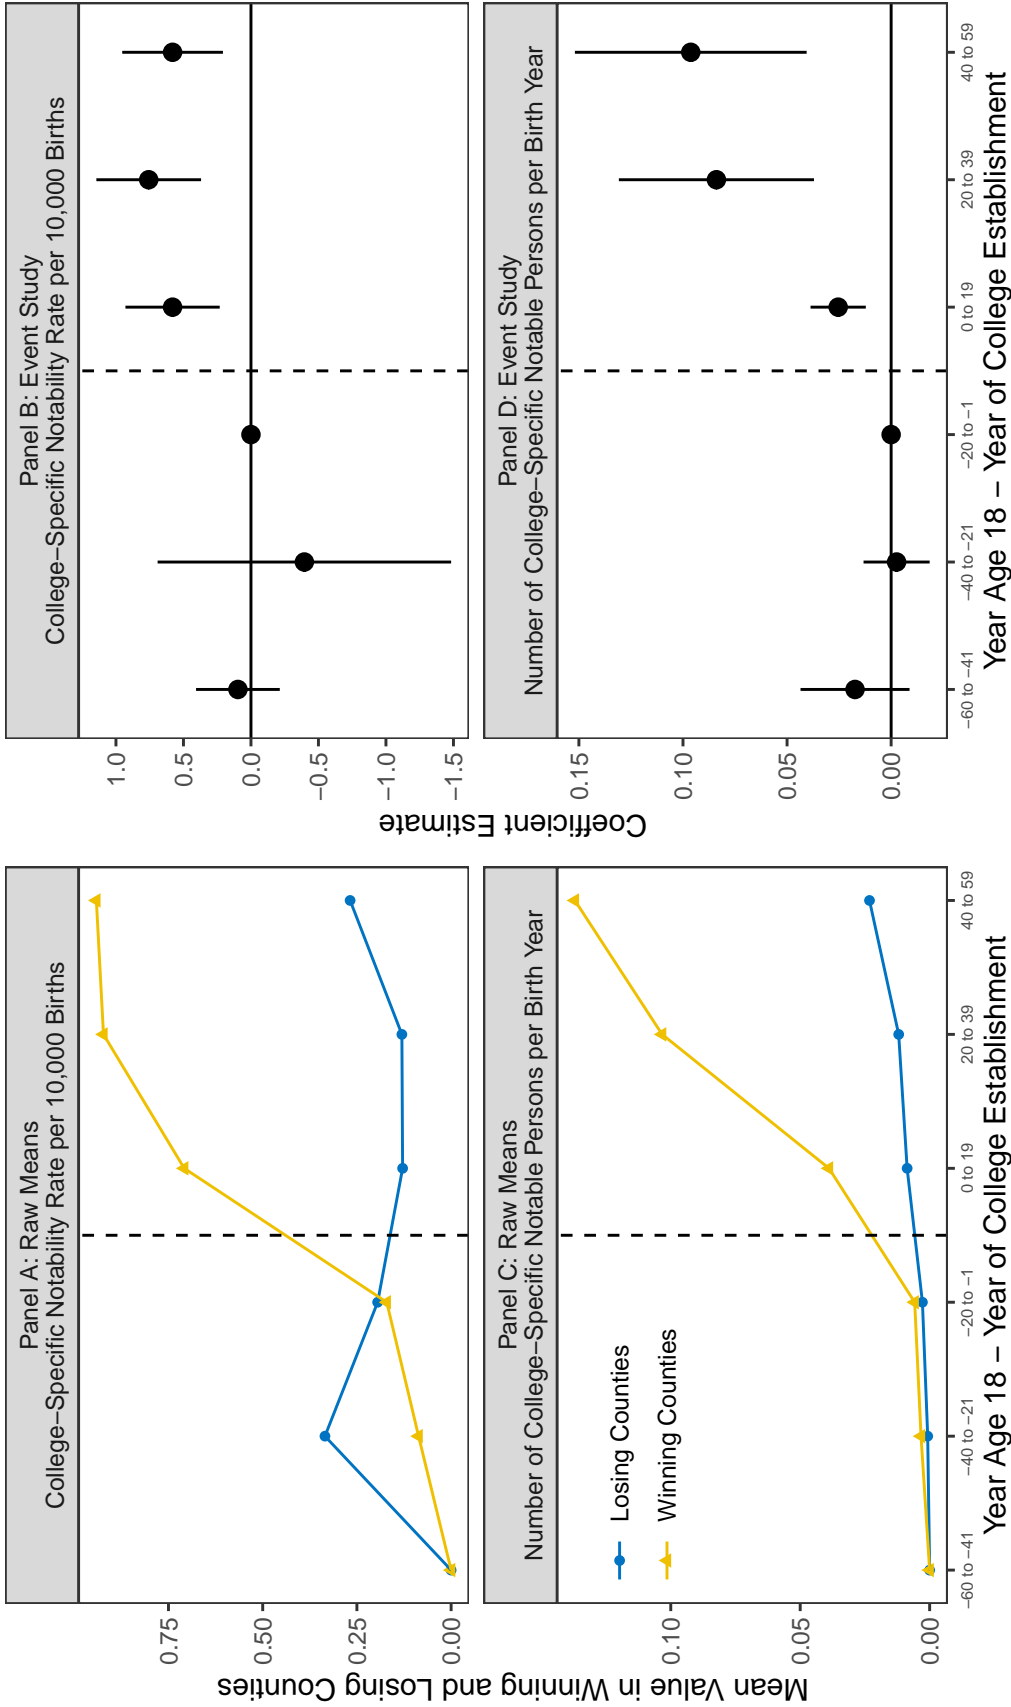 Panel A: Raw Means
College−Specific Notability Rate per 10,000 Births
0.75
0.50
0.25
0.00
Panel B: Event Study
College−Specific Notability Rate per 10,000 Births
1.0
0.5
0.0
−0.5
−1.0
−1.5
Panel C: Raw Means
Number of College−Specific Notable Persons per Birth Year
Losing Counties
Winning Counties
0.10
0.05
0.00
−60 to −41
−40 to −21
−20 to −1
0 to 19
20 to 39
40 to 59
Year Age 18 − Year of College Establishment
Mean Value in Winning and Losing Counties
Panel D: Event Study
Number of College−Specific Notable Persons per Birth Year
0.15
0.10
0.05
0.00
−60 to −41
−40 to −21
−20 to −1
0 to 19
20 to 39
40 to 59
Year Age 18 − Year of College Establishment
Coefficient Estimate